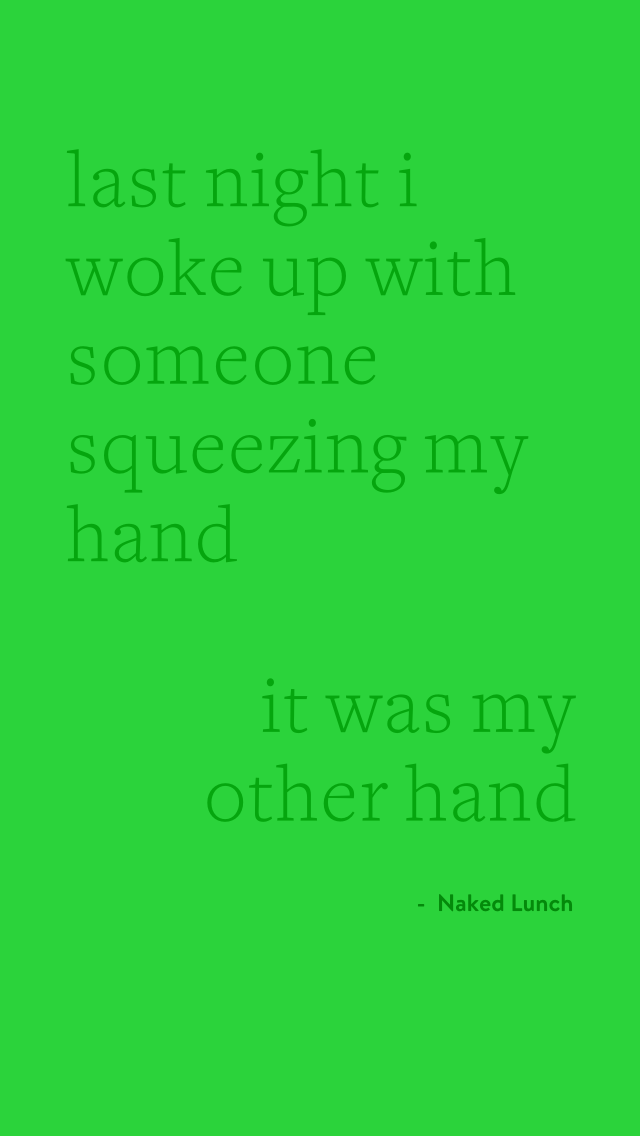 last night i
woke up with
someone
squeezing my
hand
it was my
other hand
- Naked Lunch